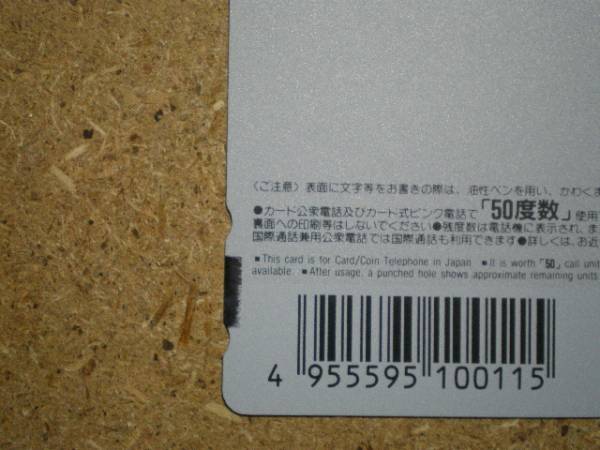 〈ご注意〉表面に文字等をお書きの際は、油性ペンを用い、かわくま
●カード公衆電話及びカード式ピンク電話で「50度数」使用
裏面への印刷等はしないでください●残度数は電話機に表示され、ま
国際通話兼用公衆電話では国際通話も利用できます●詳しくは、お近
■This card is for Card/Coin Telephone in Japan ■It is worth「50」call unit
available. ■After usage, a punched hole shows approximate remaining units
4 955595 100115